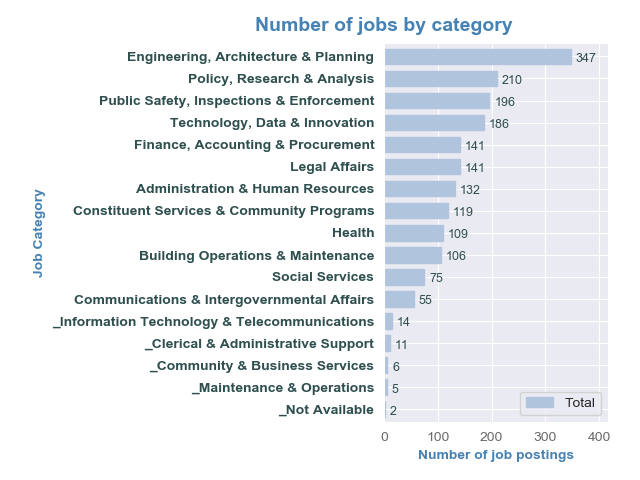 Number of jobs by category
Engineering, Architecture & Planning 347
Policy, Research & Analysis 210
Public Safety, Inspections & Enforcement 196
Technology, Data & Innovation 186
Finance, Accounting & Procurement 141
Legal Affairs 141
Administration & Human Resources 132
Constituent Services & Community Programs 119
Health 109
Building Operations & Maintenance 106
Social Services 75
Communications & Intergovernmental Affairs 55
_Information Technology & Telecommunications 14
_Clerical & Administrative Support 11
_Community & Business Services 6
_Maintenance & Operations 5
_Not Available 2
Job Category
Total
0 100 200 300 400
Number of job postings